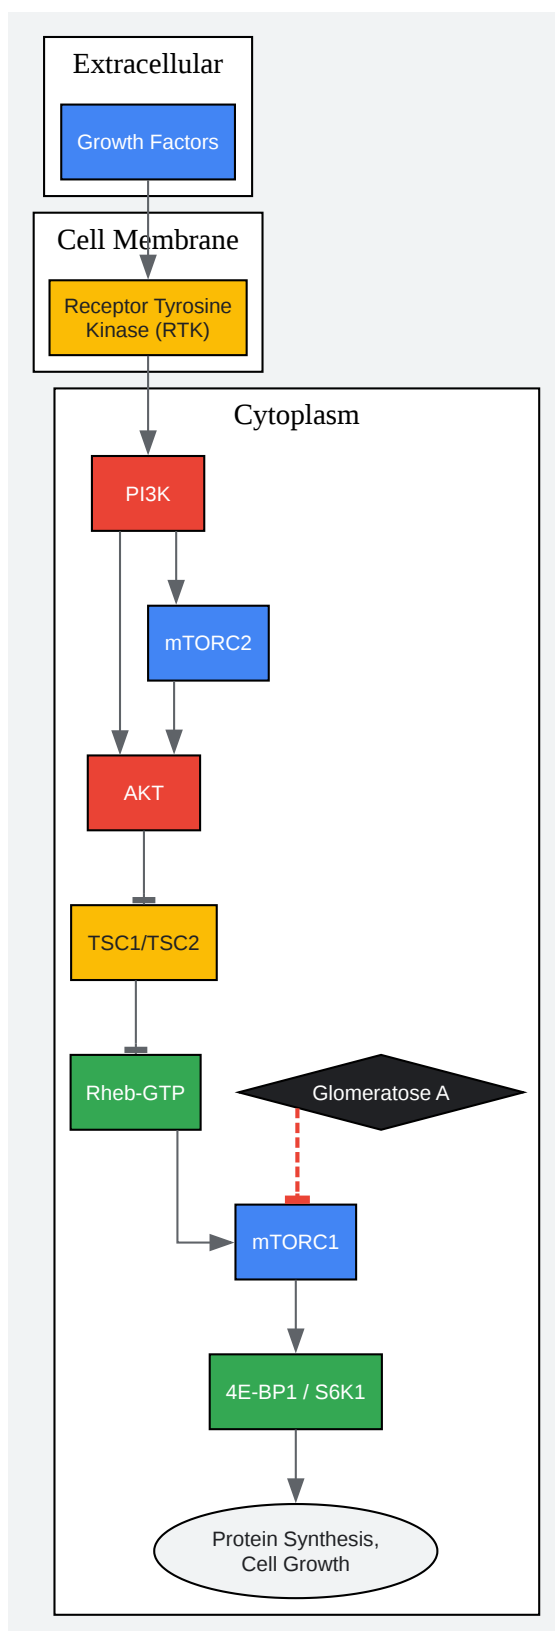 Extracellular
Growth Factors
Cell Membrane
Receptor Tyrosine
Kinase (RTK)
Cytoplasm
PI3K
mTORC2
AKT
TSC1/TSC2
Rheb-GTP
Glomeratose A
mTORC1
4E-BP1 / S6K1
Protein Synthesis,
Cell Growth